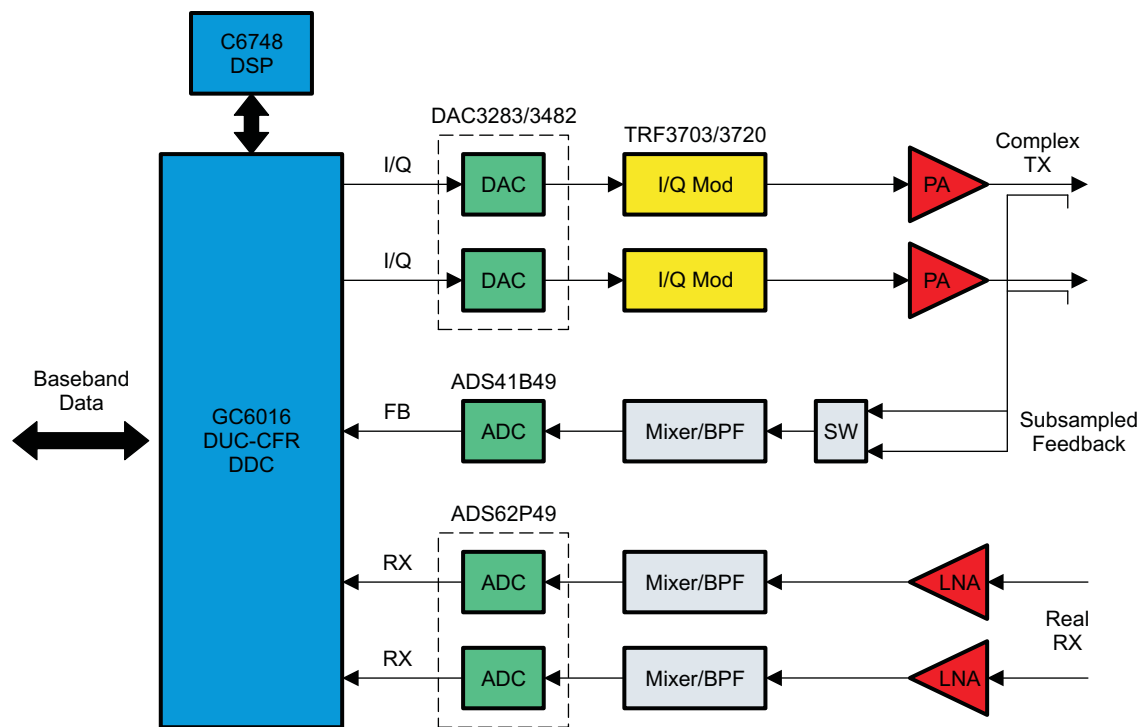 C6748
DSP
DAC3283/3482
TRF3703/3720
Complex
TX
I/Q
DAC
I/Q Mod
PA
I/Q
DAC
I/Q Mod
PA
Baseband
Data
GC6016
DUC-CFR
DDC
ADS41B49
FB
ADC
Mixer/BPF
SW
Subsampled
Feedback
ADS62P49
RX
ADC
Mixer/BPF
LNA
Real
RX
RX
ADC
Mixer/BPF
LNA